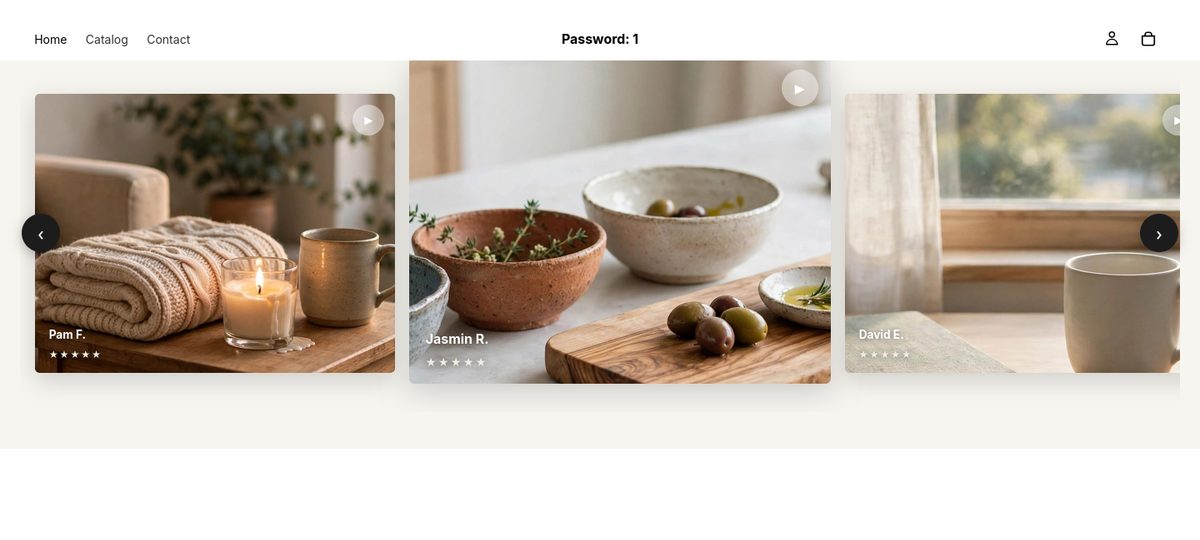 Home Catalog Contact Password: 1
Pam F.
★★★★★
Jasmin R.
★★★★★
David E.
★★★★★